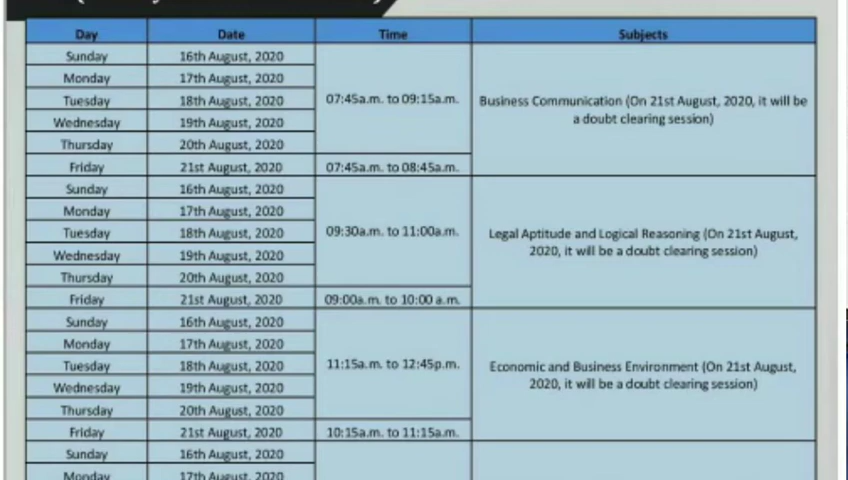 Day Date Time Subjects
Sunday 16th August, 2020
Monday 17th August, 2020
Tuesday 18th August, 2020 07:45a.m. to 09:15a.m. Business Communication (On 21st August, 2020, it will be
Wednesday 19th August, 2020 a doubt clearing session)
Thursday 20th August, 2020
Friday 21st August, 2020 07:45a.m. to 08:45a.m.
Sunday 16th August, 2020
Monday 17th August, 2020
Tuesday 18th August, 2020 09:30a.m. to 11:00a.m. Legal Aptitude and Logical Reasoning (On 21st August,
Wednesday 19th August, 2020 2020, it will be a doubt clearing session)
Thursday 20th August, 2020
Friday 21st August, 2020 09:00a.m. to 10:00 a.m.
Sunday 16th August, 2020
Monday 17th August, 2020
Tuesday 18th August, 2020 11:15a.m. to 12:45p.m. Economic and Business Environment (On 21st August,
Wednesday 19th August, 2020 2020, it will be a doubt clearing session)
Thursday 20th August, 2020
Friday 21st August, 2020 10:15a.m. to 11:15a.m.
Sunday 16th August, 2020
Monday 17th August, 2020